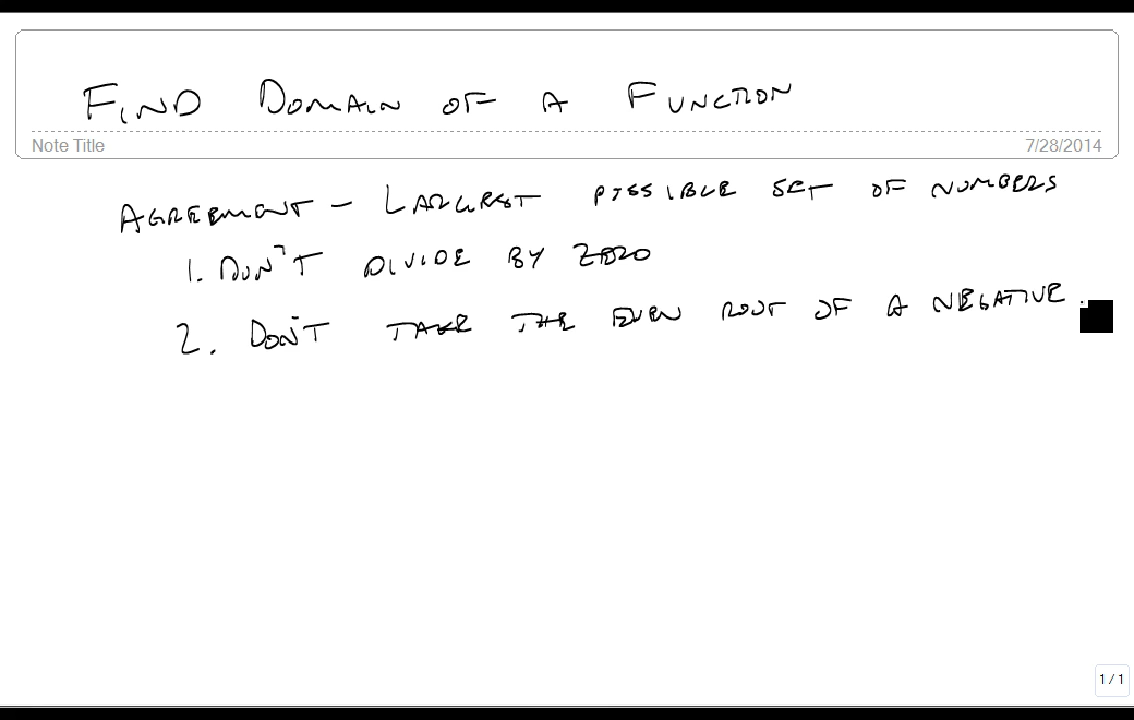 FIND DOMAIN OF A FUNCTION
Note Title 7/28/2014
AGREEMENT - LARGEST POSSIBLE SET OF NUMBERS
1. DON'T DIVIDE BY ZERO
2. DON'T TAKE THE EVEN ROOT OF A NEGATIVE.
1 / 1